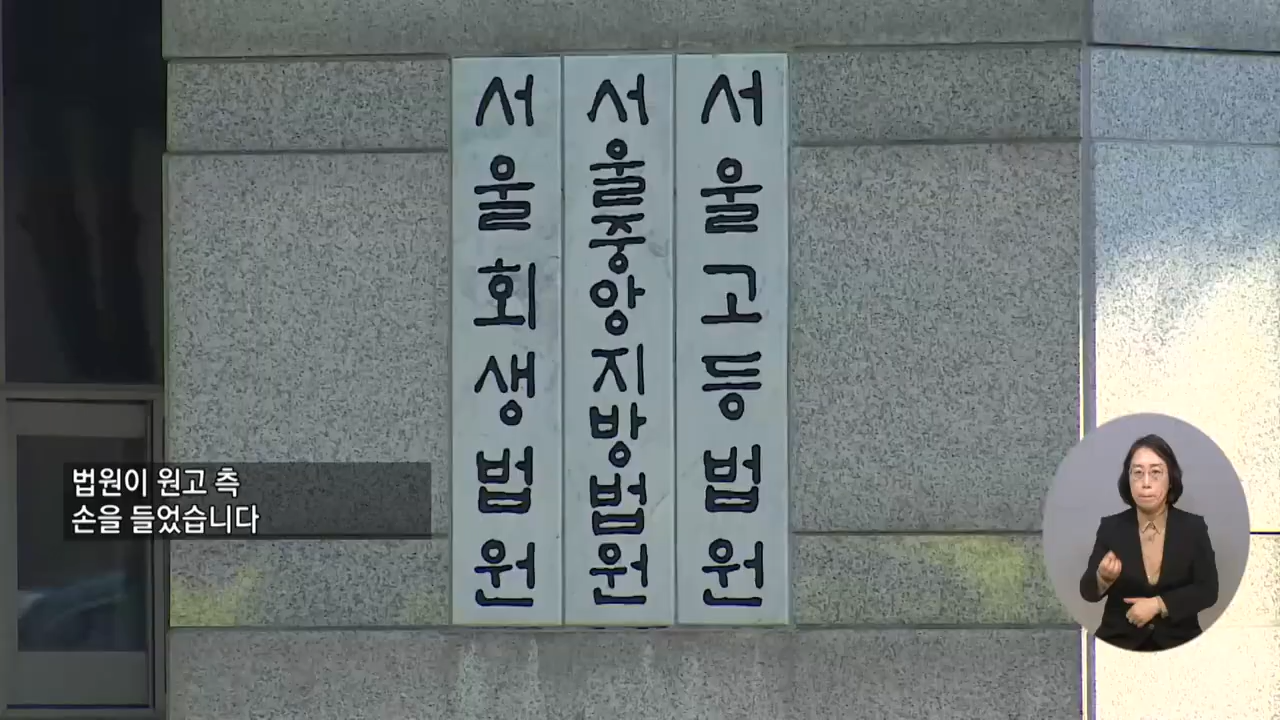 서울회생법원
서울중앙지방법원
서울고등법원
법원이 원고 측
손을 들었습니다